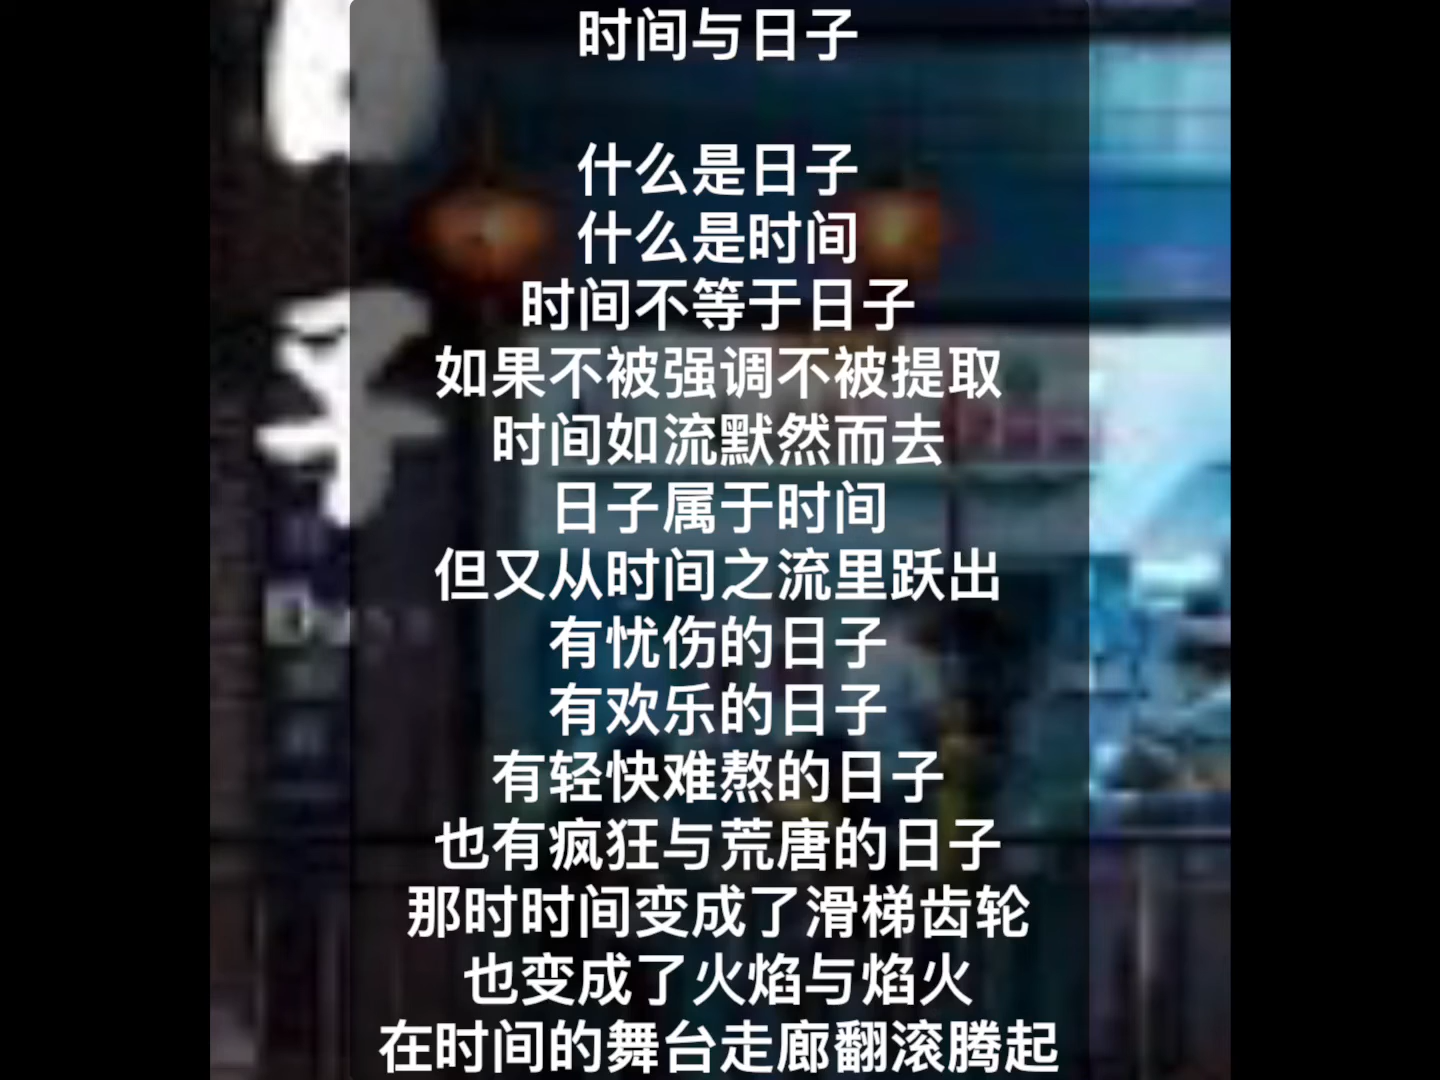 时间与日子
什么是日子
什么是时间
时间不等于日子
如果不被强调不被提取
时间如流默然而去
日子属于时间
但又从时间之流里跃出
有忧伤的日子
有欢乐的日子
有轻快难熬的日子
也有疯狂与荒唐的日子
那时时间变成了滑梯齿轮
也变成了火焰与焰火
在时间的舞台走廊翻滚腾起